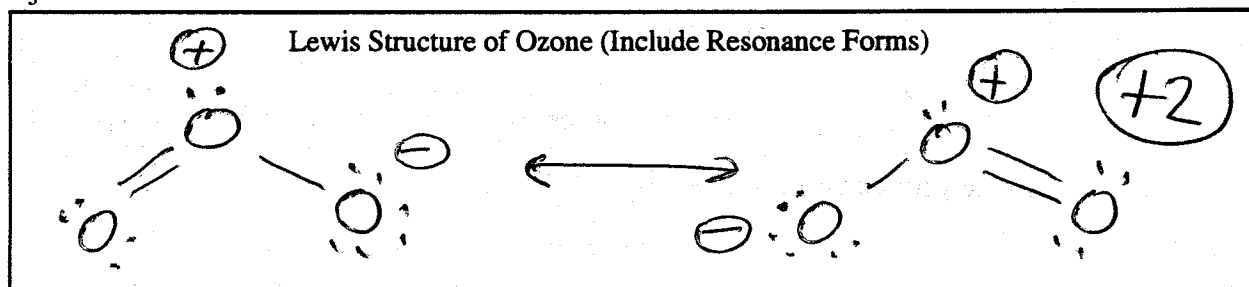 Lewis Structure of Ozone (Include Resonance Forms)
+ + +2
O O
O O - - O O